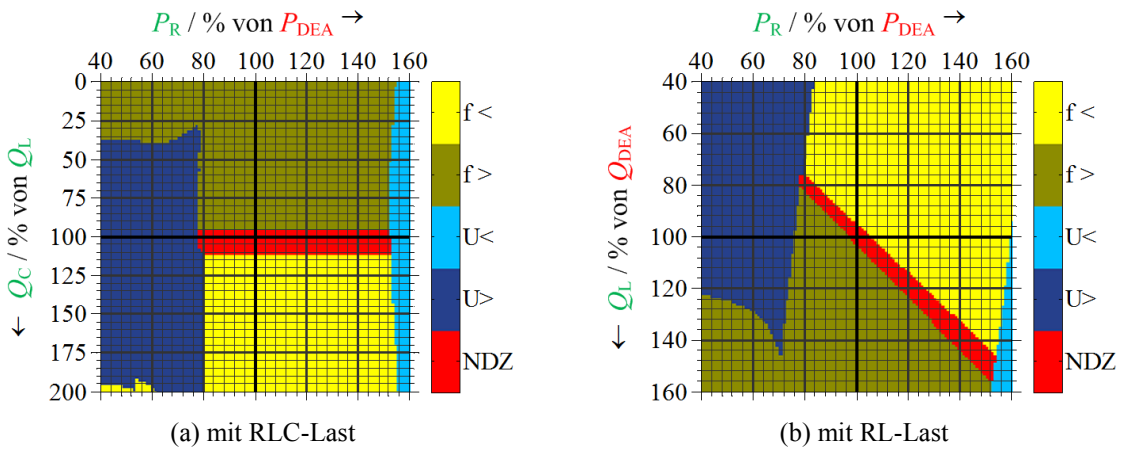 P_R / % von P_DEA →
40 60 80 100 120 140 160
0
25
50
75
100
125
150
175
200
← Q_C / % von Q_L
f <
f >
U<
U>
NDZ
(a) mit RLC-Last
P_R / % von P_DEA →
40 60 80 100 120 140 160
40
60
80
100
120
140
160
← Q_L / % von Q_DEA
f <
f >
U<
U>
NDZ
(b) mit RL-Last